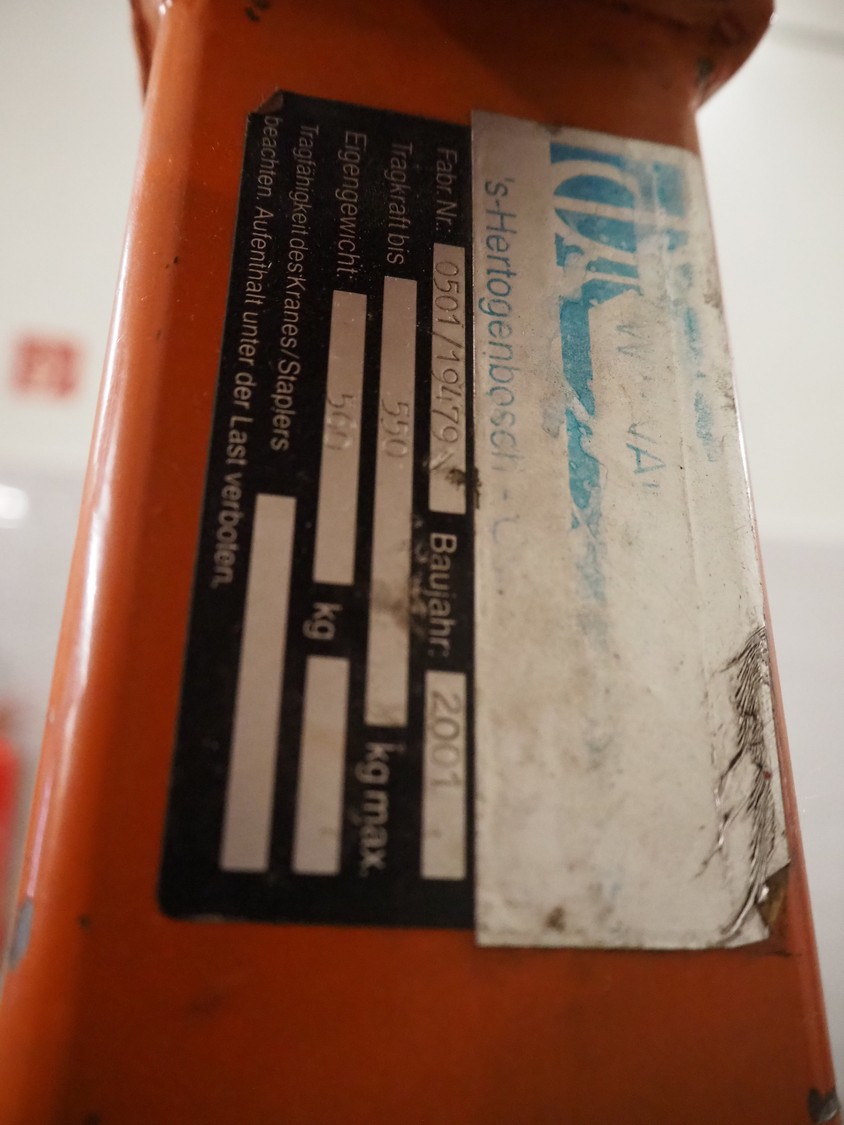 's-Hertogenbosch -
Fabr. Nr.: 0501/19479 Baujahr: 2001
Tragkraft bis 550 kg max.
Eigengewicht: kg
Tragfähigkeit des Kranes/Staplers
beachten. Aufenthalt unter der Last verboten.